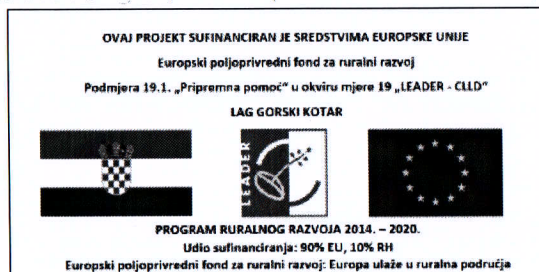 OVAJ PROJEKT SUFINANCIRAN JE SREDSTVIMA EUROPSKE UNIJE
Europski poljoprivredni fond za ruralni razvoj
Podmjera 19.1. „Pripremna pomoć“ u okviru mjere 19 „LEADER - CLLD“
LAG GORSKI KOTAR
LEADER
PROGRAM RURALNOG RAZVOJA 2014. – 2020.
Udio sufinanciranja: 90% EU, 10% RH
Europski poljoprivredni fond za ruralni razvoj: Europa ulaže u ruralna područja